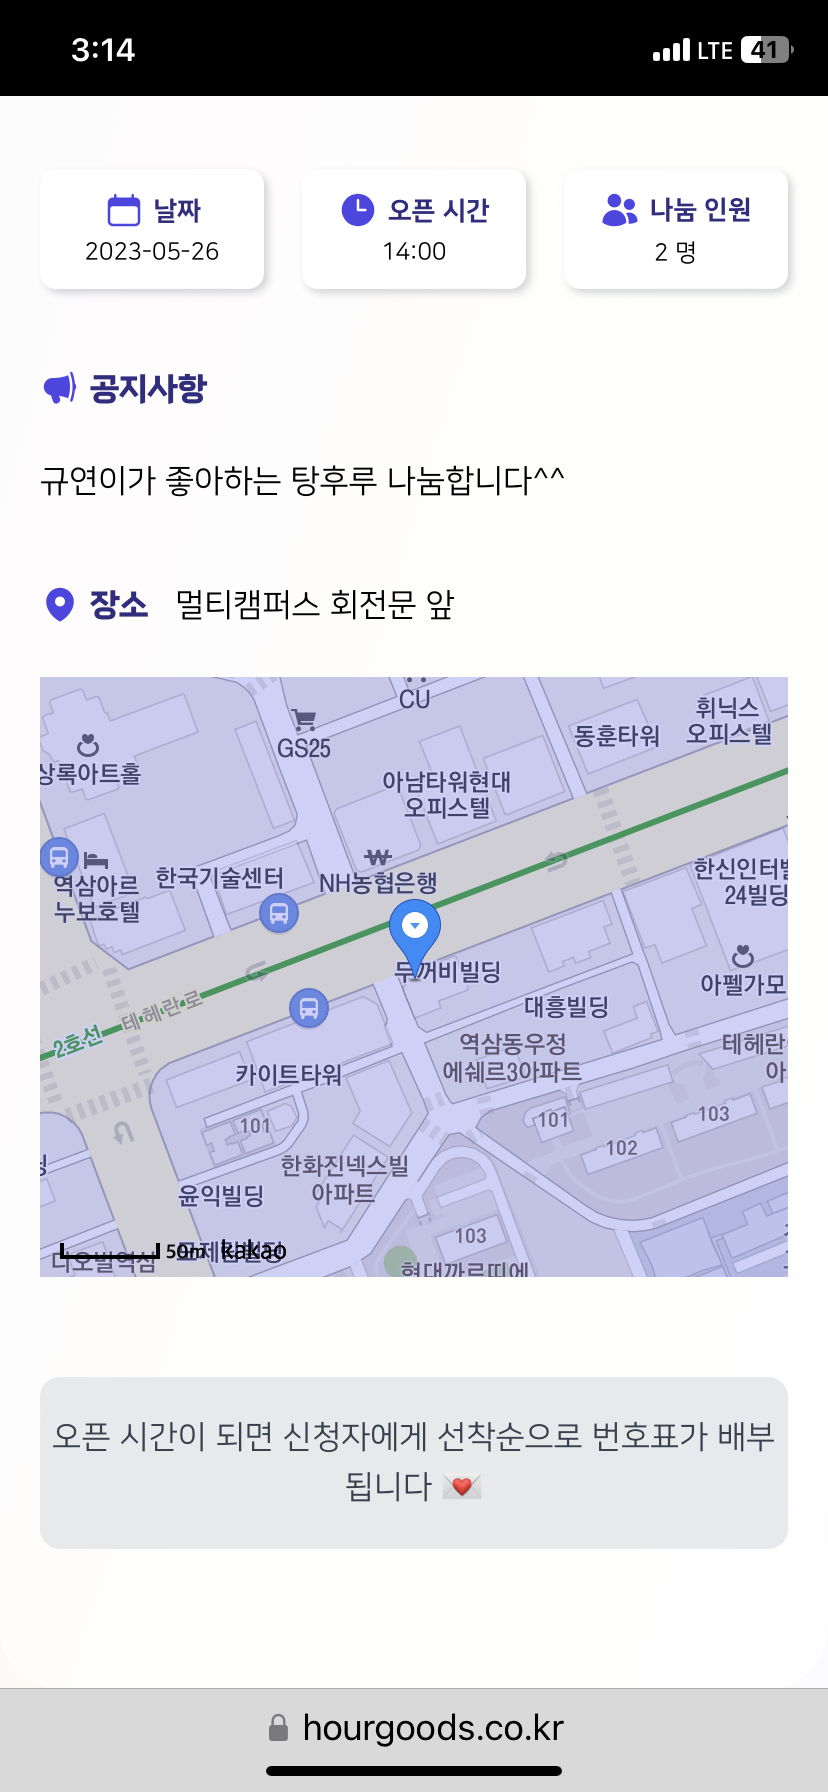 3:14
LTE 41
날짜
2023-05-26
오픈 시간
14:00
나눔 인원
2 명
공지사항
규연이가 좋아하는 탕후루 나눔합니다^^
장소 멀티캠퍼스 회전문 앞
CU
GS25
상록아트홀
아남타워현대
오피스텔
동훈타워
휘닉스
오피스텔
역삼아르
누보호텔
한국기술센터
NH농협은행
한신인터
24빌딩
두꺼비빌딩
대흥빌딩
아펠가모
2호선
테헤란로
카이트타워
역삼동우정
에쉐르3아파트
테헤란
아
101
101
102
103
한화진넥스빌
아파트
윤익빌딩
103
50m
kakao
현대까르띠에
오픈 시간이 되면 신청자에게 선착순으로 번호표가 배부
됩니다 💌
hourgoods.co.kr